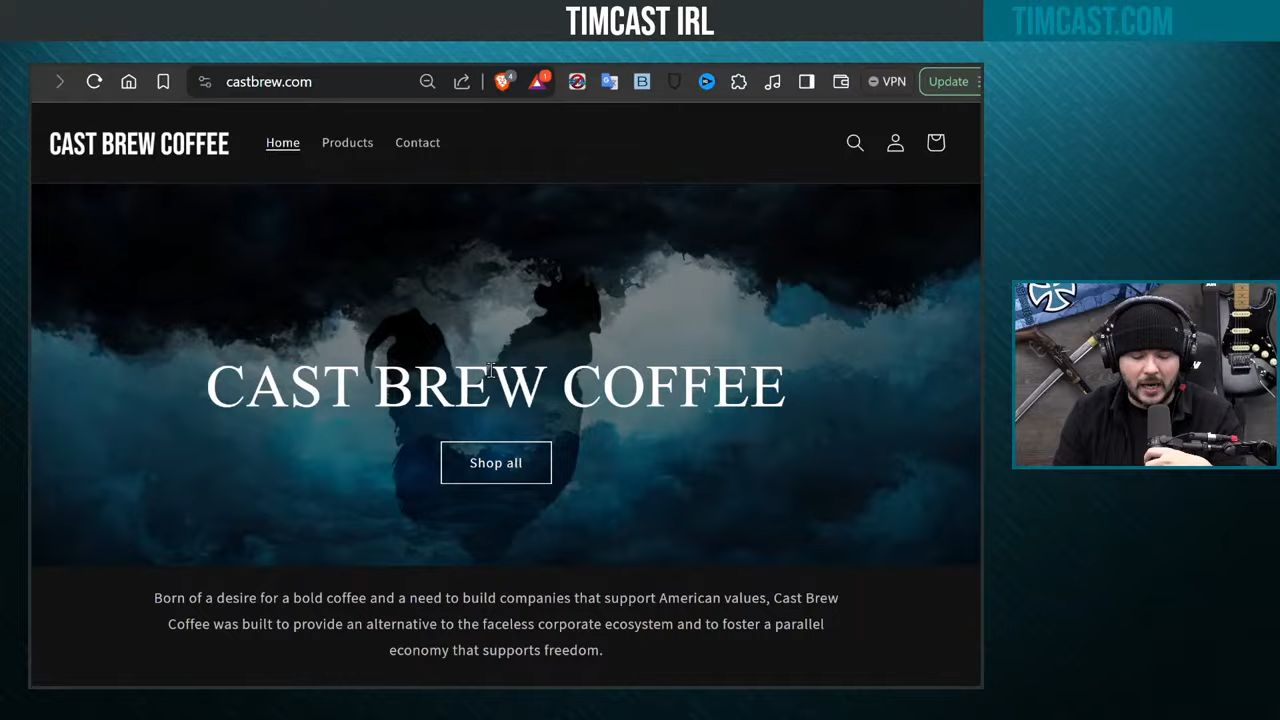 TIMCAST IRL
TIMCAST.COM
castbrew.com
4
1
B
VPN
Update
CAST BREW COFFEE
Home
Products
Contact
CAST BREW COFFEE
Shop all
Born of a desire for a bold coffee and a need to build companies that support American values, Cast Brew
Coffee was built to provide an alternative to the faceless corporate ecosystem and to foster a parallel
economy that supports freedom.